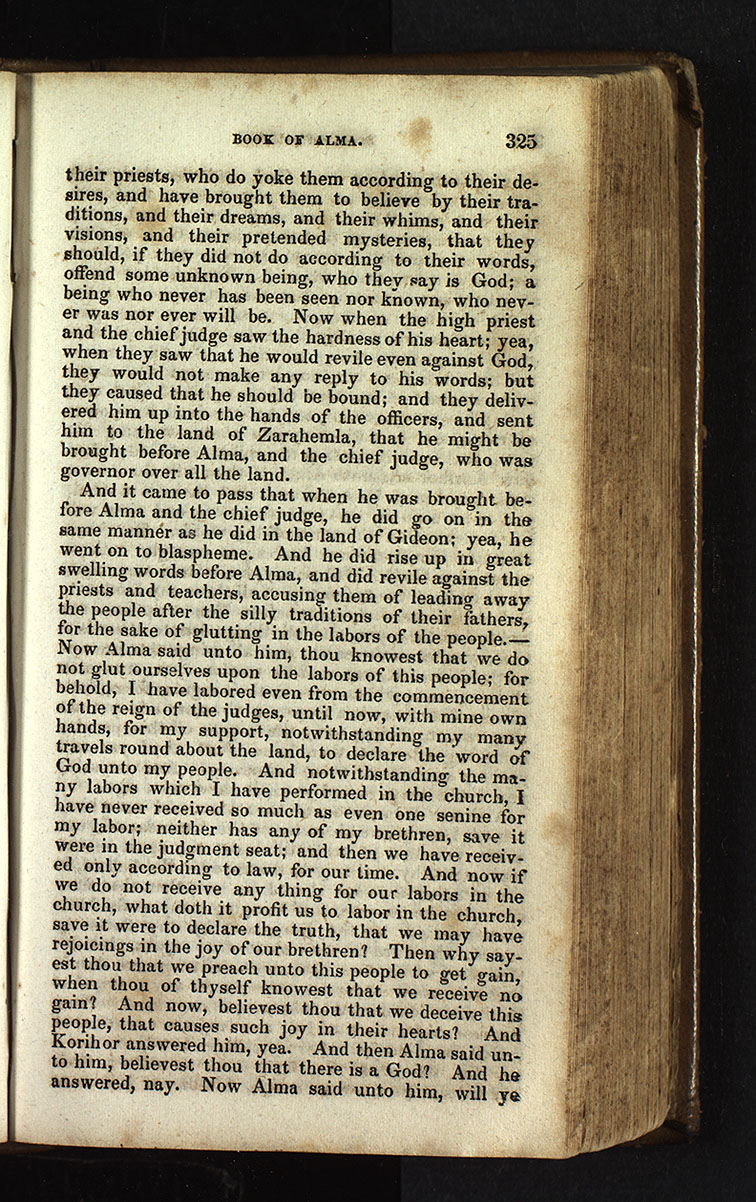 BOOK OF ALMA. 325
their priests, who do yoke them according to their de-
sires, and have brought them to believe by their tra-
ditions, and their dreams, and their whims, and their
visions, and their pretended mysteries, that they
should, if they did not do according to their words,
offend some unknown being, who they say is God; a
being who never has been seen nor known, who nev-
er was nor ever will be. Now when the high priest
and the chief judge saw the hardness of his heart; yea,
when they saw that he would revile even against God,
they would not make any reply to his words; but
they caused that he should be bound; and they deliv-
ered him up into the hands of the officers, and sent
him to the land of Zarahemla, that he might be
brought before Alma, and the chief judge, who was
governor over all the land.
And it came to pass that when he was brought be-
fore Alma and the chief judge, he did go on in the
same manner as he did in the land of Gideon; yea, he
went on to blaspheme. And he did rise up in great
swelling words before Alma, and did revile against the
priests and teachers, accusing them of leading away
the people after the silly traditions of their fathers,
for the sake of glutting in the labors of the people.—
Now Alma said unto him, thou knowest that we do
not glut ourselves upon the labors of this people; for
behold, I have labored even from the commencement
of the reign of the judges, until now, with mine own
hands, for my support, notwithstanding my many
travels round about the land, to declare the word of
God unto my people. And notwithstanding the ma-
ny labors which I have performed in the church, I
have never received so much as even one senine for
my labor; neither has any of my brethren, save it
were in the judgment seat; and then we have receiv-
ed only according to law, for our time. And now if
we do not receive any thing for our labors in the
church, what doth it profit us to labor in the church,
save it were to declare the truth, that we may have
rejoicings in the joy of our brethren? Then why say-
est thou that we preach unto this people to get gain,
when thou of thyself knowest that we receive no
gain? And now, believest thou that we deceive this
people, that causes such joy in their hearts? And
Korihor answered him, yea. And then Alma said un-
to him, believest thou that there is a God? And he
answered, nay. Now Alma said unto him, will ye